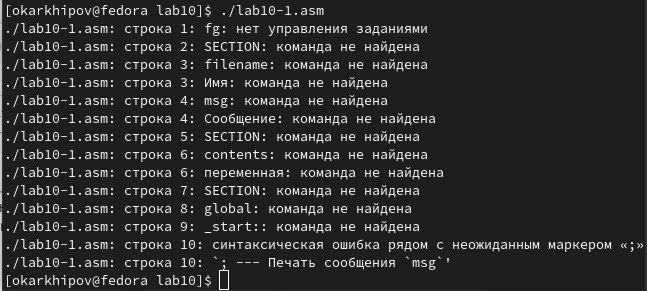 [okarkhipov@fedora lab10]$ ./lab10-1.asm
./lab10-1.asm: строка 1: fg: нет управления заданиями
./lab10-1.asm: строка 2: SECTION: команда не найдена
./lab10-1.asm: строка 3: filename: команда не найдена
./lab10-1.asm: строка 3: Имя: команда не найдена
./lab10-1.asm: строка 4: msg: команда не найдена
./lab10-1.asm: строка 4: Сообщение: команда не найдена
./lab10-1.asm: строка 5: SECTION: команда не найдена
./lab10-1.asm: строка 6: contents: команда не найдена
./lab10-1.asm: строка 6: переменная: команда не найдена
./lab10-1.asm: строка 7: SECTION: команда не найдена
./lab10-1.asm: строка 8: global: команда не найдена
./lab10-1.asm: строка 9: _start:: команда не найдена
./lab10-1.asm: строка 10: синтаксическая ошибка рядом с неожиданным маркером «;»
./lab10-1.asm: строка 10: `; --- Печать сообщения `msg`'
[okarkhipov@fedora lab10]$